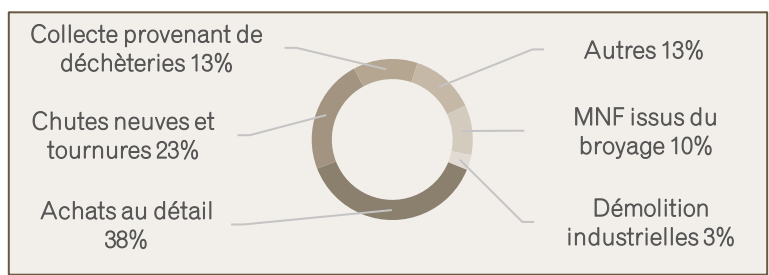 Collecte provenant de
déchèteries 13%
Chutes neuves et
tournures 23%
Achats au détail
38%
Autres 13%
MNF issus du
broyage 10%
Démolition
industrielles 3%